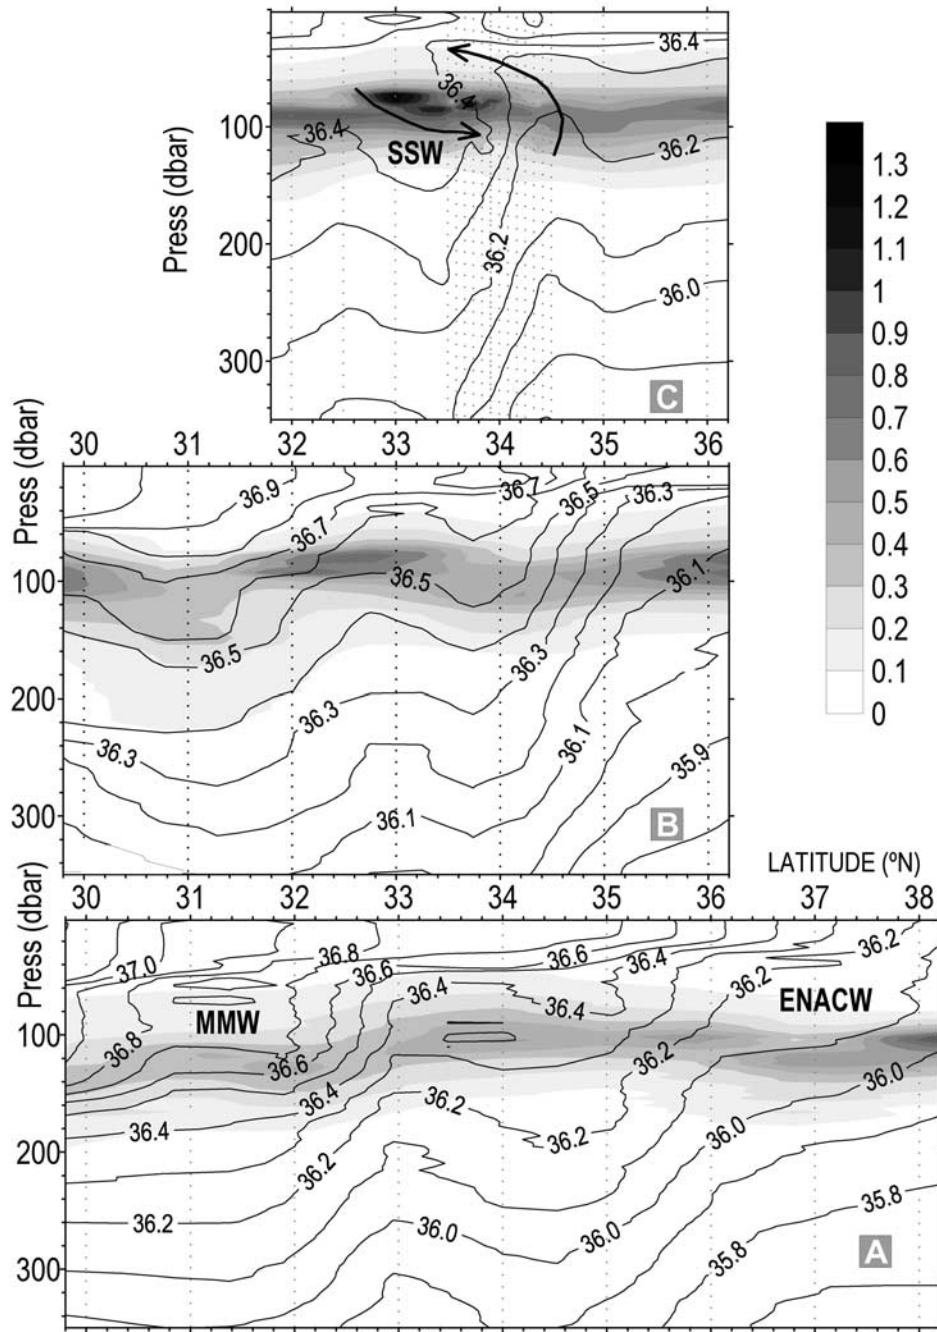 36.4
36.4
100
36.4
SSW
36.2
Press (dbar)
200
36.2
36.0
300
C
31.8 33 34 35 36.2
1.3
1.2
1.1
1
0.9
0.8
0.7
0.6
0.5
0.4
0.3
0.2
0.1
0
Press (dbar)
30 31
36.9 36.7 36.5 36.3
36.7
100
36.5 36.1
36.5
200
36.3 36.3
36.3 36.1 35.9
300
36.1
B
30 31 32 33 34 35 36.2
LATITUDE (ºN)
30 31 32 33 34 35 36 37 38.2
Press (dbar)
37.0 36.8 36.6 36.4 36.2
36.6 36.4 36.2
36.4
MMW
ENACW
100
36.8
36.6 36.2 36.0
36.4 36.2
36.4 36.2 36.0
200
36.2
36.2 36.0 36.0 35.8
35.8
300
A